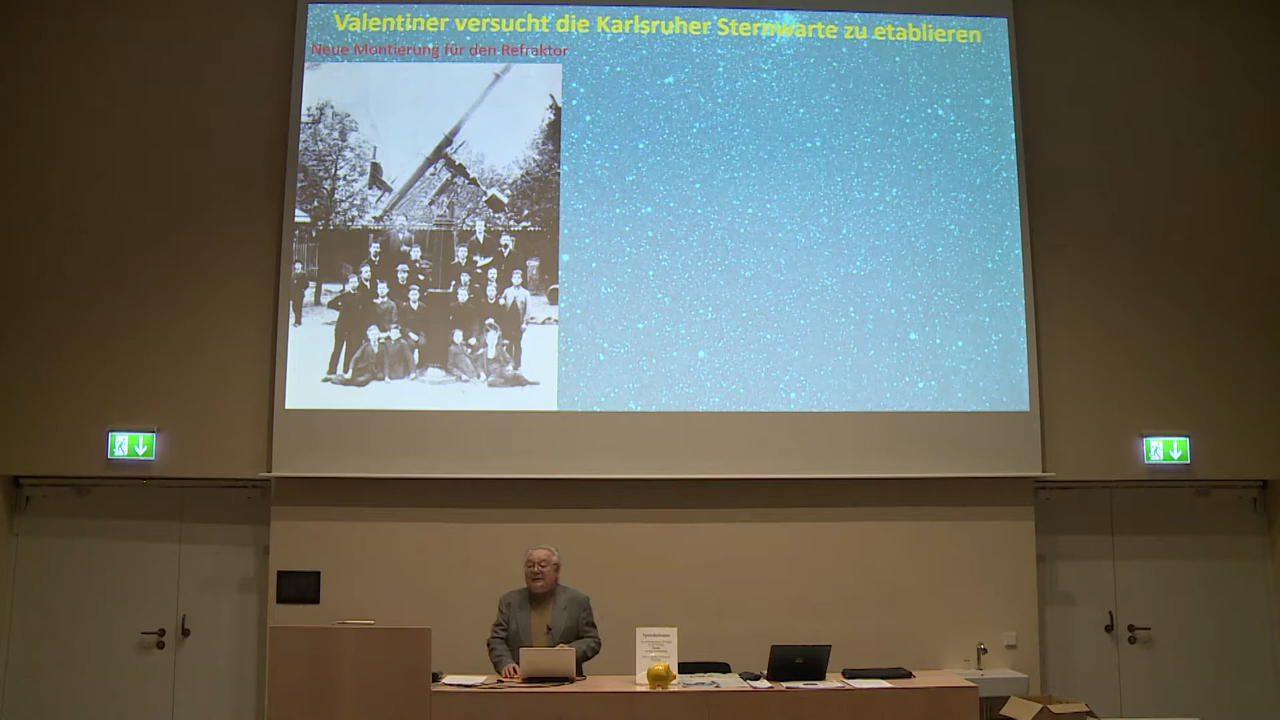 Valentiner versucht die Karlsruher Sternwarte zu etablieren
Neue Montierung für den Refraktor